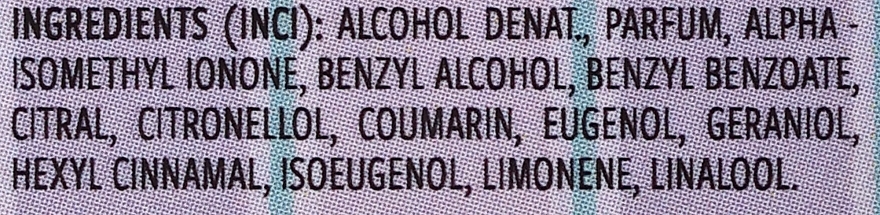 INGREDIENTS (INCI): ALCOHOL DENAT., PARFUM, ALPHA -
ISOMETHYL IONONE, BENZYL ALCOHOL, BENZYL BENZOATE,
CITRAL, CITRONELLOL, COUMARIN, EUGENOL, GERANIOL,
HEXYL CINNAMAL, ISOEUGENOL, LIMONENE, LINALOOL.